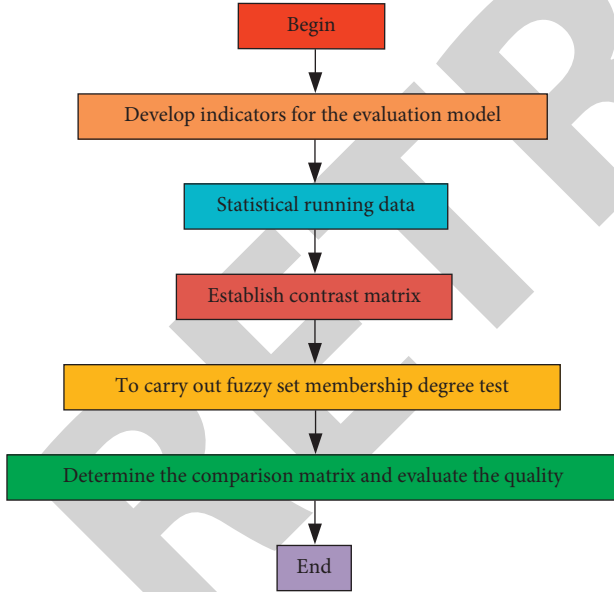 Begin
Develop indicators for the evaluation model
Statistical running data
Establish contrast matrix
To carry out fuzzy set membership degree test
Determine the comparison matrix and evaluate the quality
End
RETR